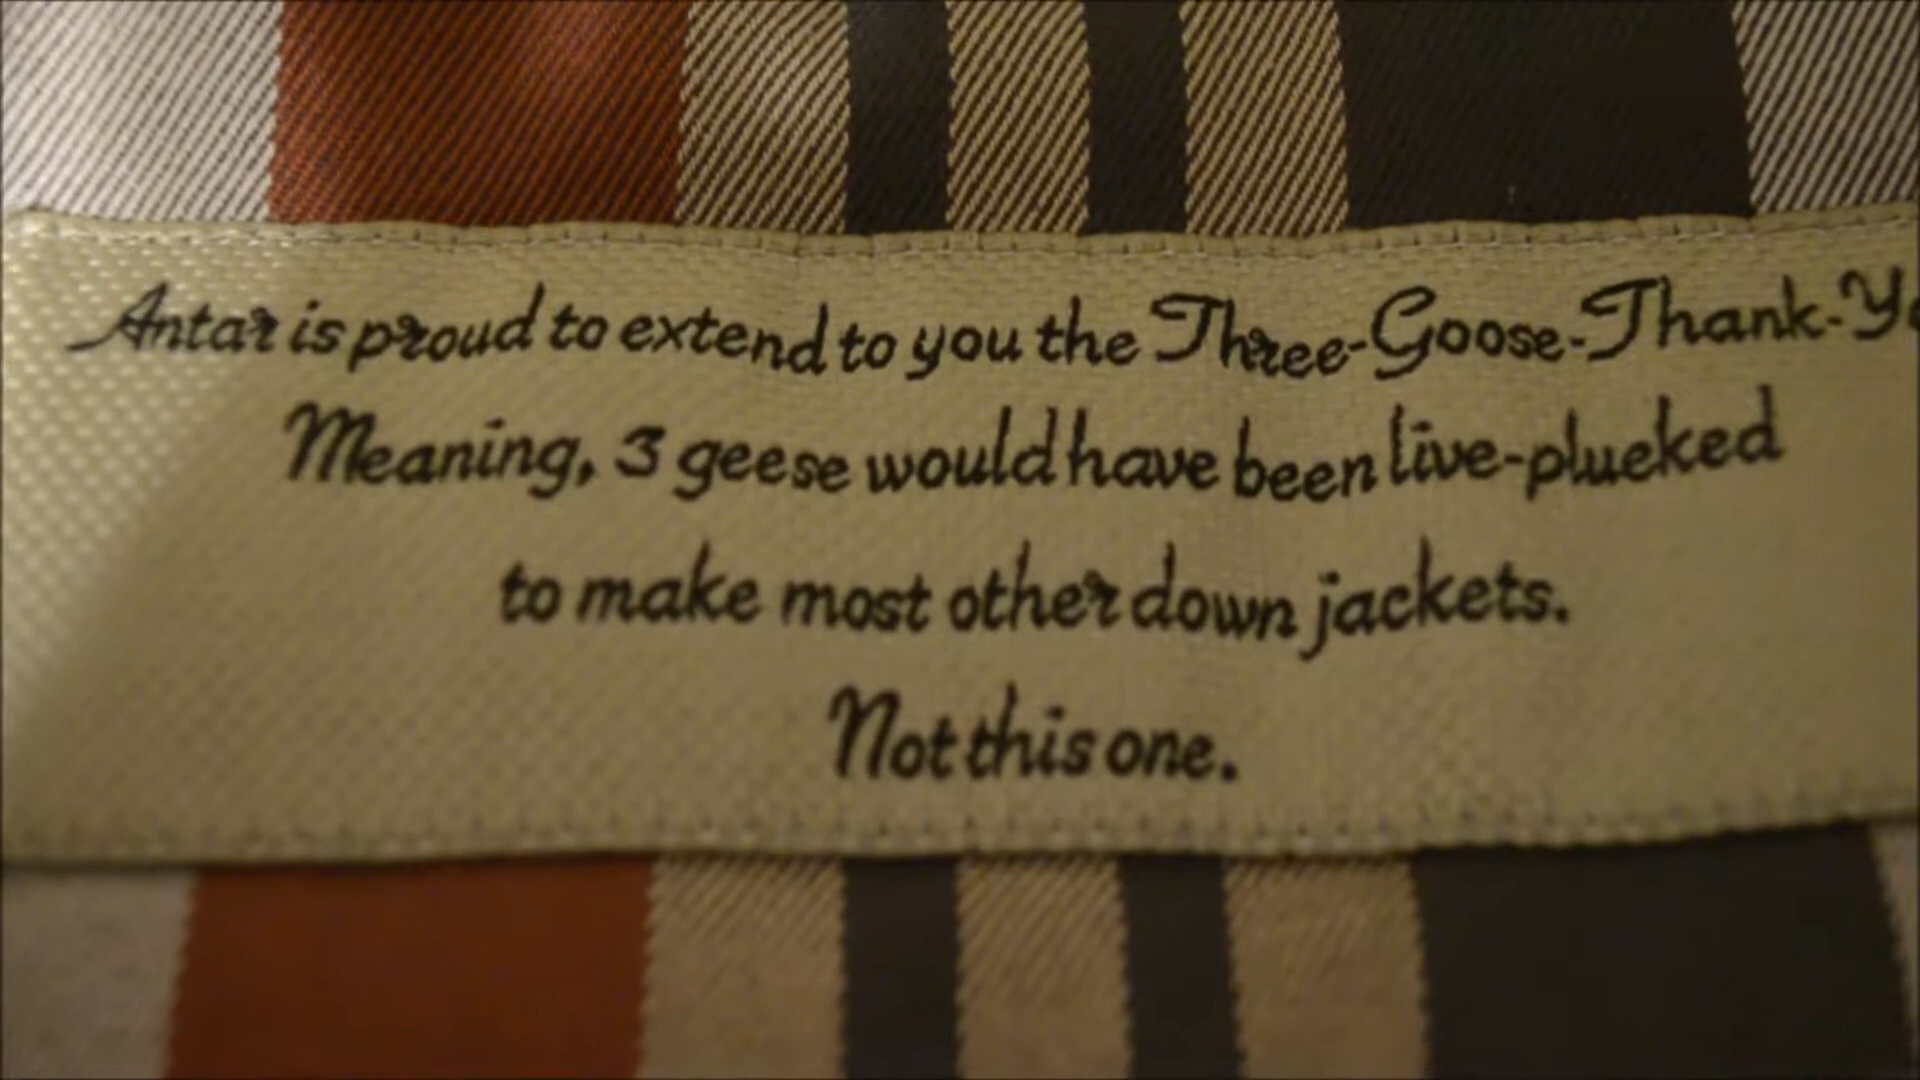 Antar is proud to extend to you the Three-Goose-Thank-Yo
Meaning, 3 geese would have been live-plucked
to make most other down jackets.
Not this one.